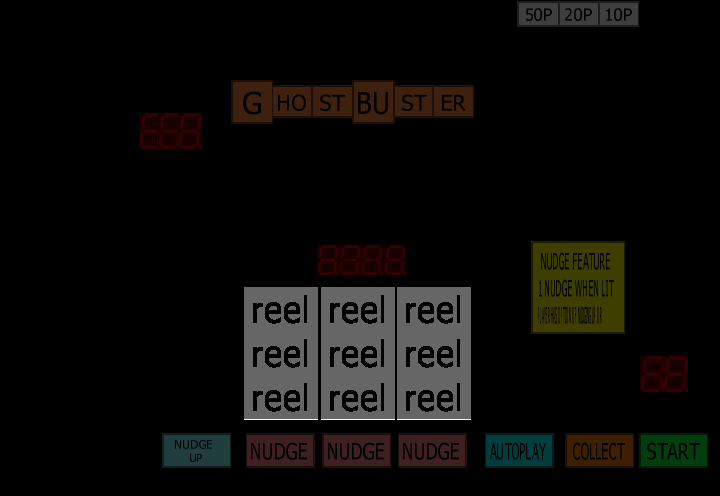 50P 20P 10P
G HO ST BU ST ER
NUDGE FEATURE
1 NUDGE WHEN LIT
reel reel reel
reel reel reel
reel reel reel
NUDGE UP NUDGE NUDGE NUDGE AUTOPLAY COLLECT START